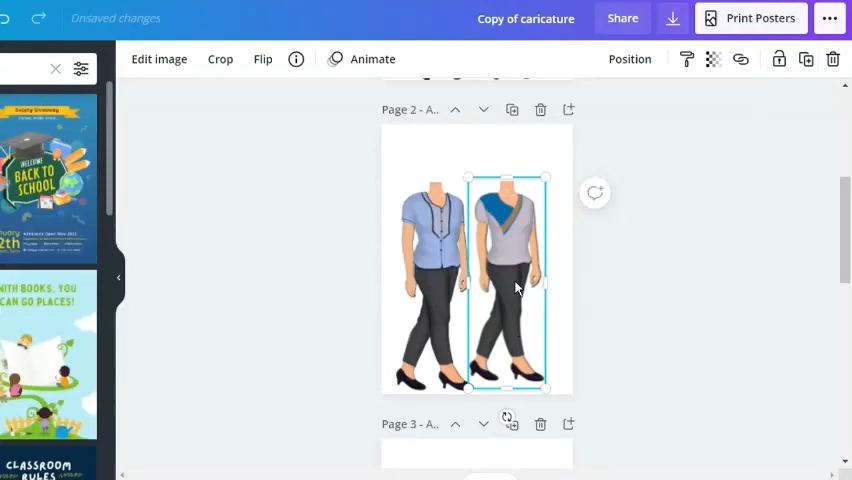 Unsaved changes
Copy of caricature
Share
Print Posters
Edit image
Crop
Flip
Animate
Position
Page 2 - A..
WELCOME
BACK TO
SCHOOL
WITH BOOKS, YOU
CAN GO PLACES!
Page 3 - A..
CLASSROOM
RULES